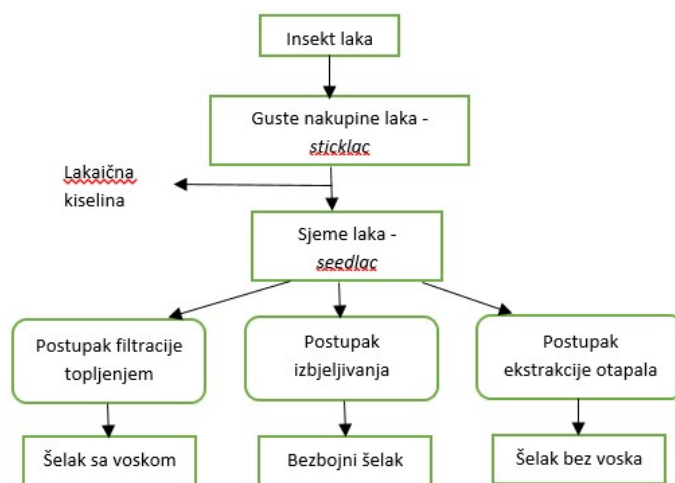 Insekt laka
Guste nakupine laka -
sticklac
Lakaična
kiselina
Sjeme laka -
seedlac
Postupak filtracije
topljenjem
Postupak
izbjeljivanja
Postupak
ekstrakcije otapala
Šelak sa voskom
Bezbojni šelak
Šelak bez voska